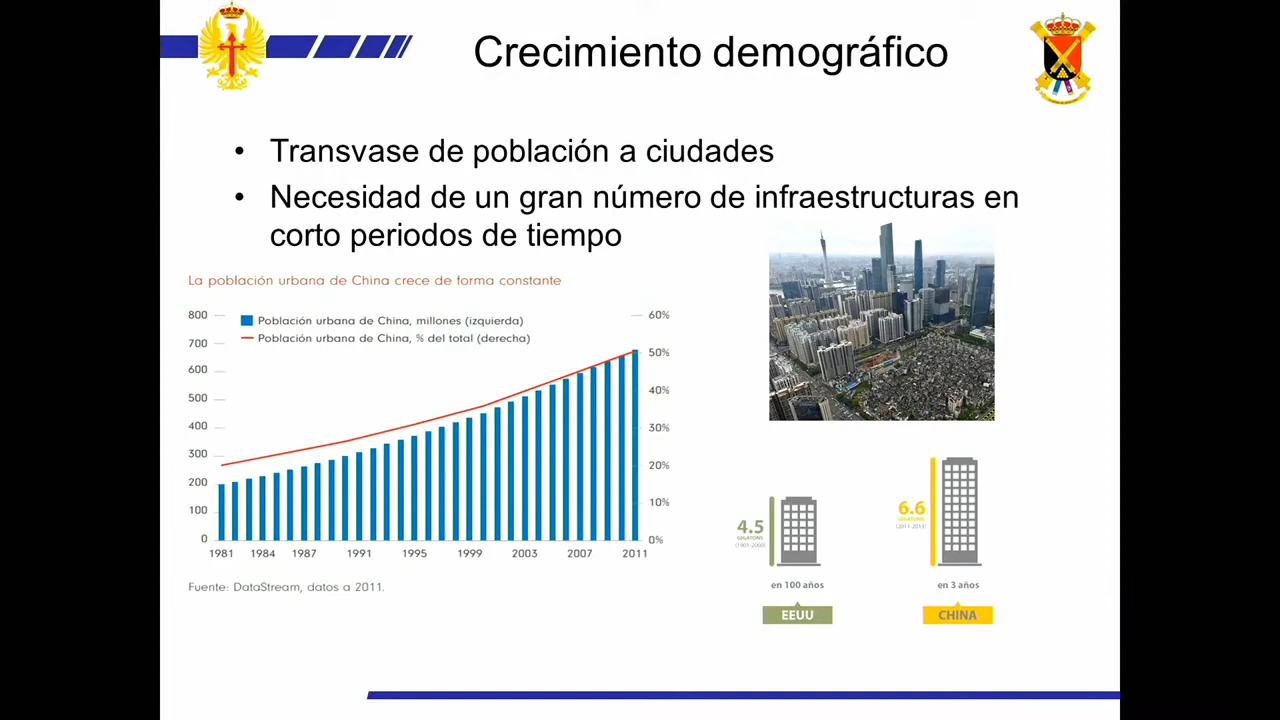 Crecimiento demográfico
• Transvase de población a ciudades
• Necesidad de un gran número de infraestructuras en
corto periodos de tiempo
La población urbana de China crece de forma constante
Población urbana de China, millones (izquierda)
Población urbana de China, % del total (derecha)
800
700
600
500
400
300
200
100
0
60%
50%
40%
30%
20%
10%
0%
1981 1984 1987 1991 1995 1999 2003 2007 2011
Fuente: DataStream, datos a 2011.
4.5
GIGATONS
(1901-2000)
en 100 años
EEUU
6.6
GIGATONS
(2011-2013)
en 3 años
CHINA